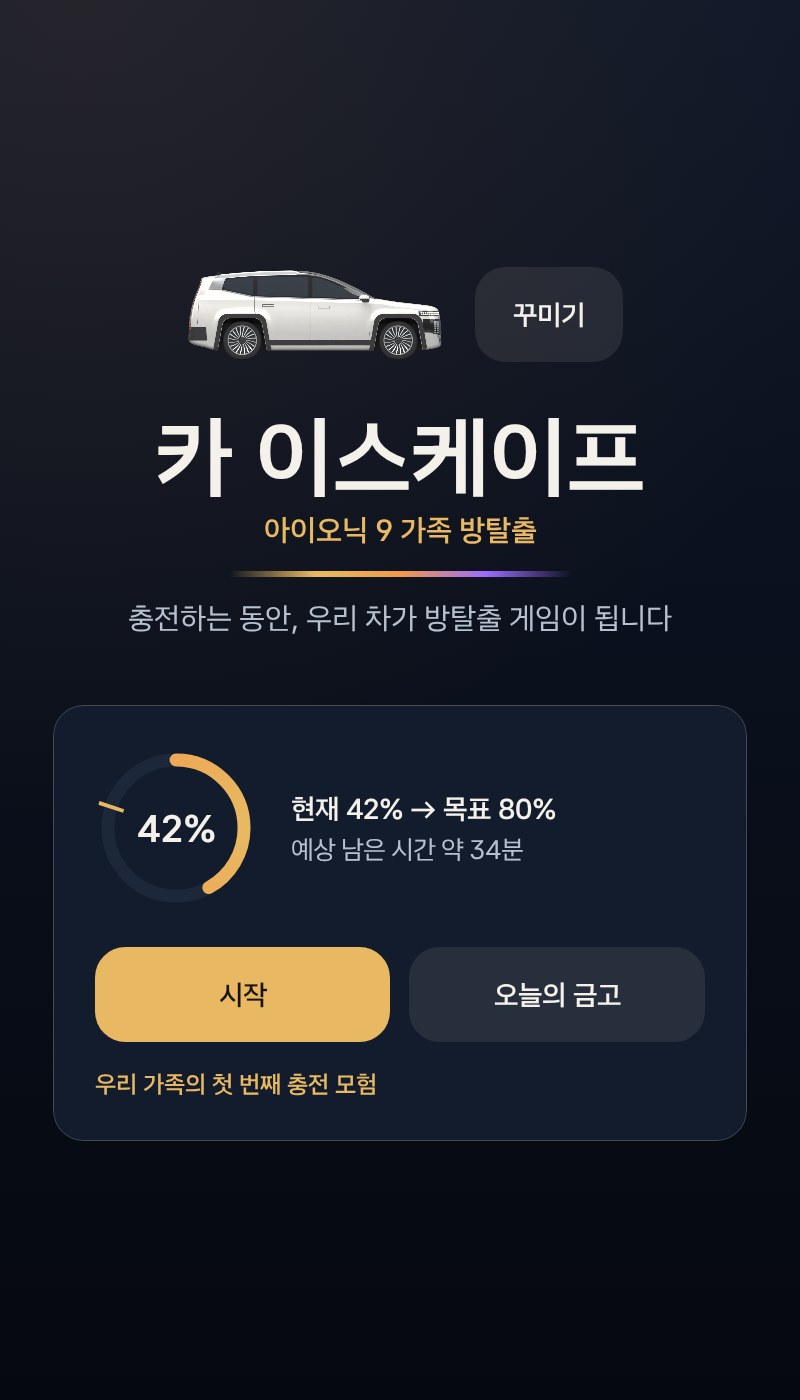 꾸미기
카 이스케이프
아이오닉 9 가족 방탈출
충전하는 동안, 우리 차가 방탈출 게임이 됩니다
42%
현재 42% → 목표 80%
예상 남은 시간 약 34분
시작
오늘의 금고
우리 가족의 첫 번째 충전 모험